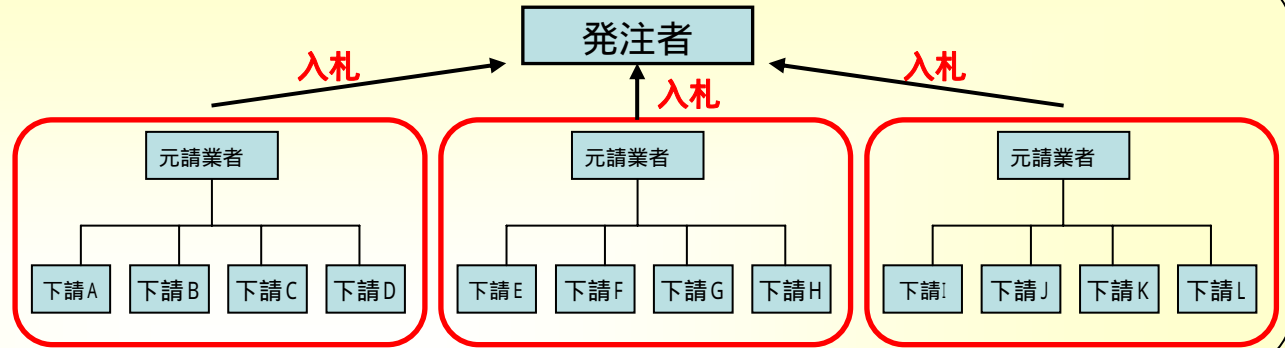 発注者
入札
入札
入札
元請業者
元請業者
元請業者
下請A
下請B
下請C
下請D
下請E
下請F
下請G
下請H
下請I
下請J
下請K
下請L